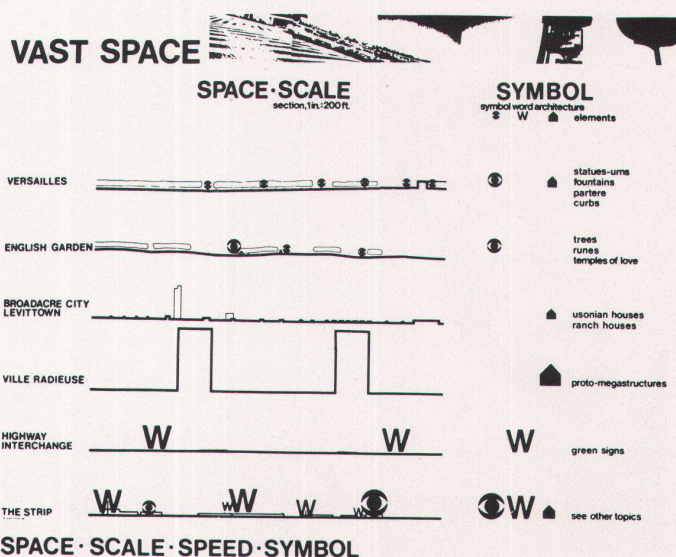 VAST SPACE
SPACE·SCALE
section, 1in.:200 ft.
SYMBOL
symbol word architecture
W elements
VERSAILLES
statues-urns
fountains
partere
curbs
ENGLISH GARDEN
trees
runes
temples of love
BROADACRE CITY
LEVITTOWN
usonian houses
ranch houses
VILLE RADIEUSE
proto-megastructures
HIGHWAY
INTERCHANGE
W W W
green signs
THE STRIP
W W W W W W
see other topics
SPACE·SCALE·SPEED·SYMBOL